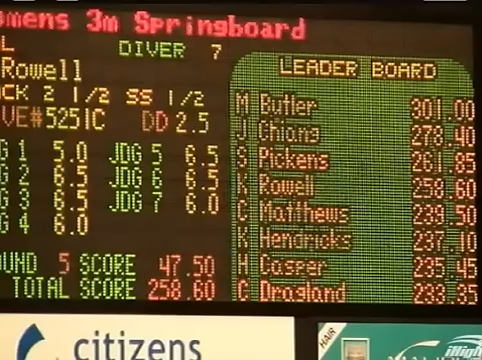 omens 3m Springboard
L DIVER 7
Rowell
CK 2 1/2 SS 1/2
VE#5251C DD 2.5
G 1 5.0 JDG 5 6.5
G 2 6.5 JDG 6 6.5
G 3 6.5 JDG 7 6.0
G 4 6.0
OUND 5 SCORE 47.50
TOTAL SCORE 258.60
LEADER BOARD
M Butler 301.00
J Chiang 278.40
S Pickens 261.85
K Rowell 258.60
C Matthews 239.50
K Hendricks 237.10
H Casper 235.45
C Dragland 233.35
citizens
HAIR